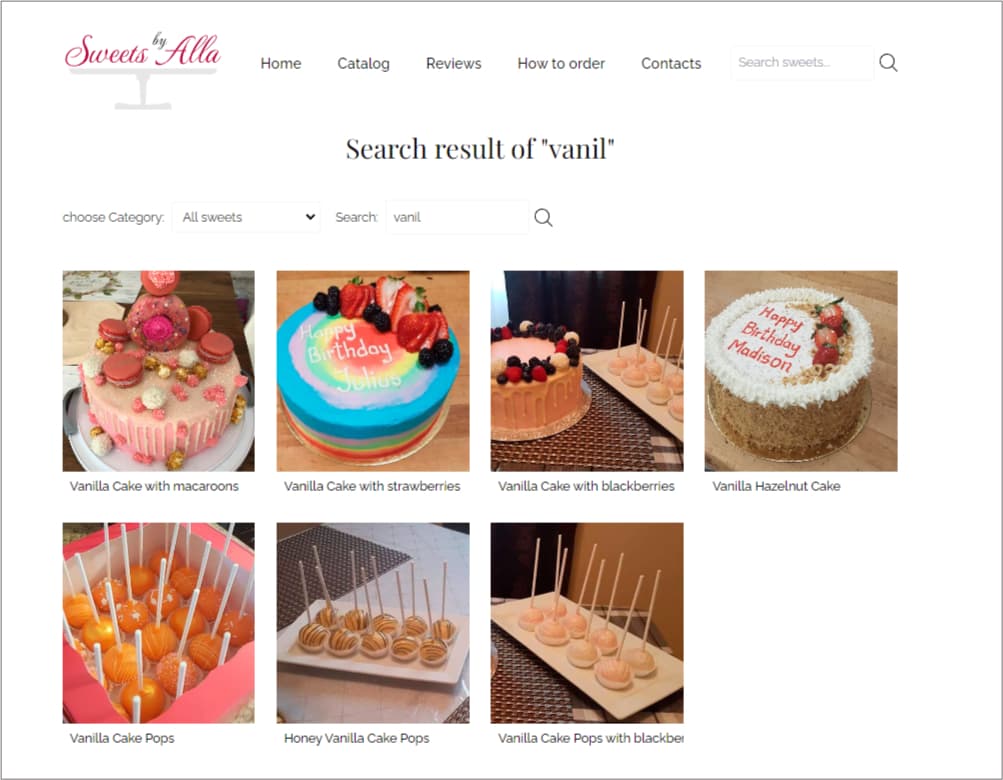 Sweets by Alla
Home Catalog Reviews How to order Contacts Search sweets...
Search result of "vanil"
choose Category: All sweets Search: vanil
Happy
Birthday
Julius
Happy
Birthday
Madison
Vanilla Cake with macaroons Vanilla Cake with strawberries Vanilla Cake with blackberries Vanilla Hazelnut Cake
Vanilla Cake Pops Honey Vanilla Cake Pops Vanilla Cake Pops with blackber